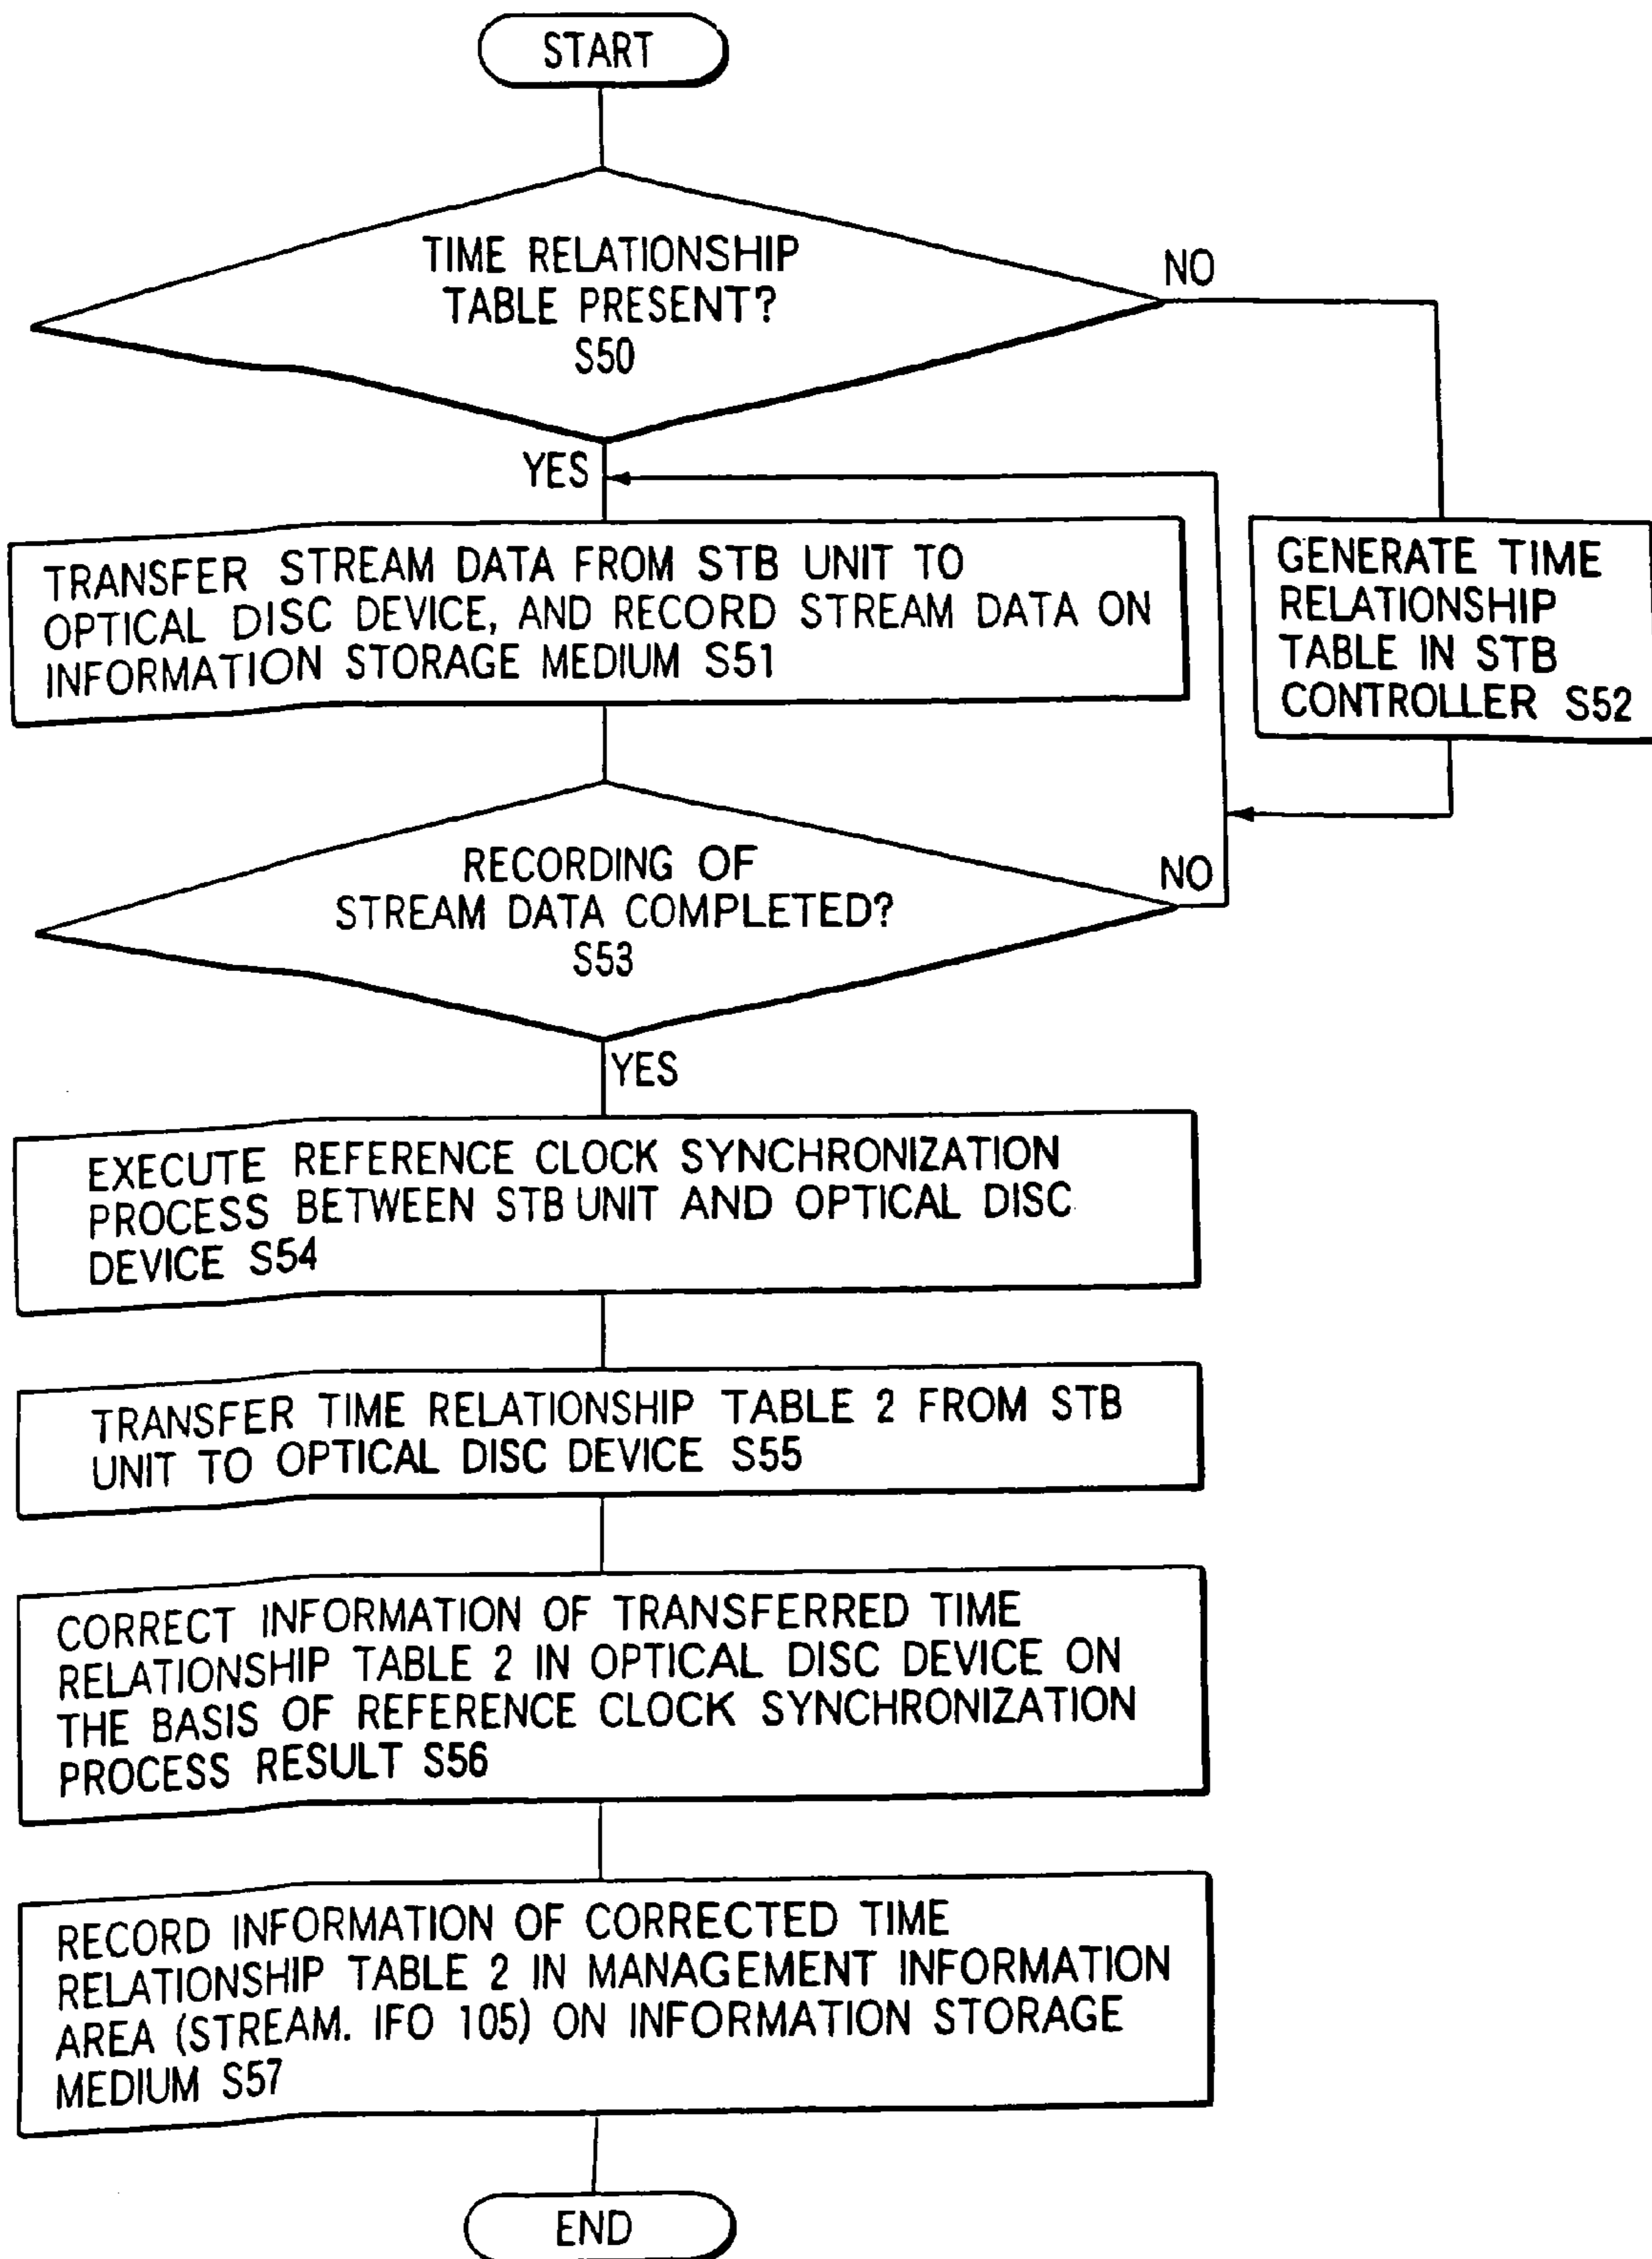 START
TIME RELATIONSHIP
TABLE PRESENT?
S50
NO
YES
TRANSFER STREAM DATA FROM STB UNIT TO
OPTICAL DISC DEVICE, AND RECORD STREAM DATA ON
INFORMATION STORAGE MEDIUM S51
GENERATE TIME
RELATIONSHIP
TABLE IN STB
CONTROLLER S52
RECORDING OF
STREAM DATA COMPLETED?
S53
NO
YES
EXECUTE REFERENCE CLOCK SYNCHRONIZATION
PROCESS BETWEEN STB UNIT AND OPTICAL DISC
DEVICE S54
TRANSFER TIME RELATIONSHIP TABLE 2 FROM STB
UNIT TO OPTICAL DISC DEVICE S55
CORRECT INFORMATION OF TRANSFERRED TIME
RELATIONSHIP TABLE 2 IN OPTICAL DISC DEVICE ON
THE BASIS OF REFERENCE CLOCK SYNCHRONIZATION
PROCESS RESULT S56
RECORD INFORMATION OF CORRECTED TIME
RELATIONSHIP TABLE 2 IN MANAGEMENT INFORMATION
AREA (STREAM. IFO 105) ON INFORMATION STORAGE
MEDIUM S57
END